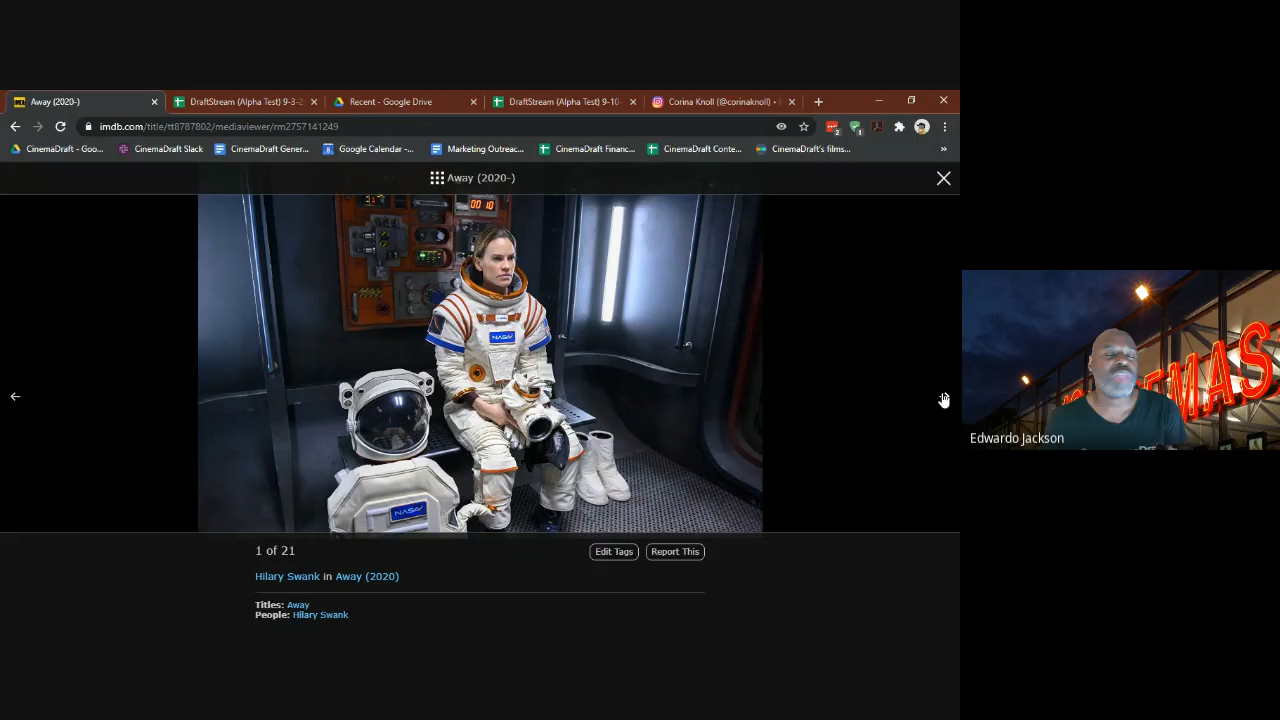 Away (2020-)
DraftStream (Alpha Test) 9-3-2
Recent - Google Drive
DraftStream (Alpha Test) 9-10-
Corina Knoll (@corinaknoll) •
imdb.com/title/tt8787802/mediaviewer/rm2757141249
2
1
CinemaDraft - Goo...
CinemaDraft Slack
CinemaDraft Gener...
Google Calendar -...
Marketing Outreac...
CinemaDraft Financ...
CinemaDraft Conte...
CinemaDraft's films...
»
Away (2020-)
00 10
NASA
NASA
EMAS
Edwardo Jackson
1 of 21
Edit Tags
Report This
Hilary Swank in Away (2020)
Titles: Away
People: Hilary Swank